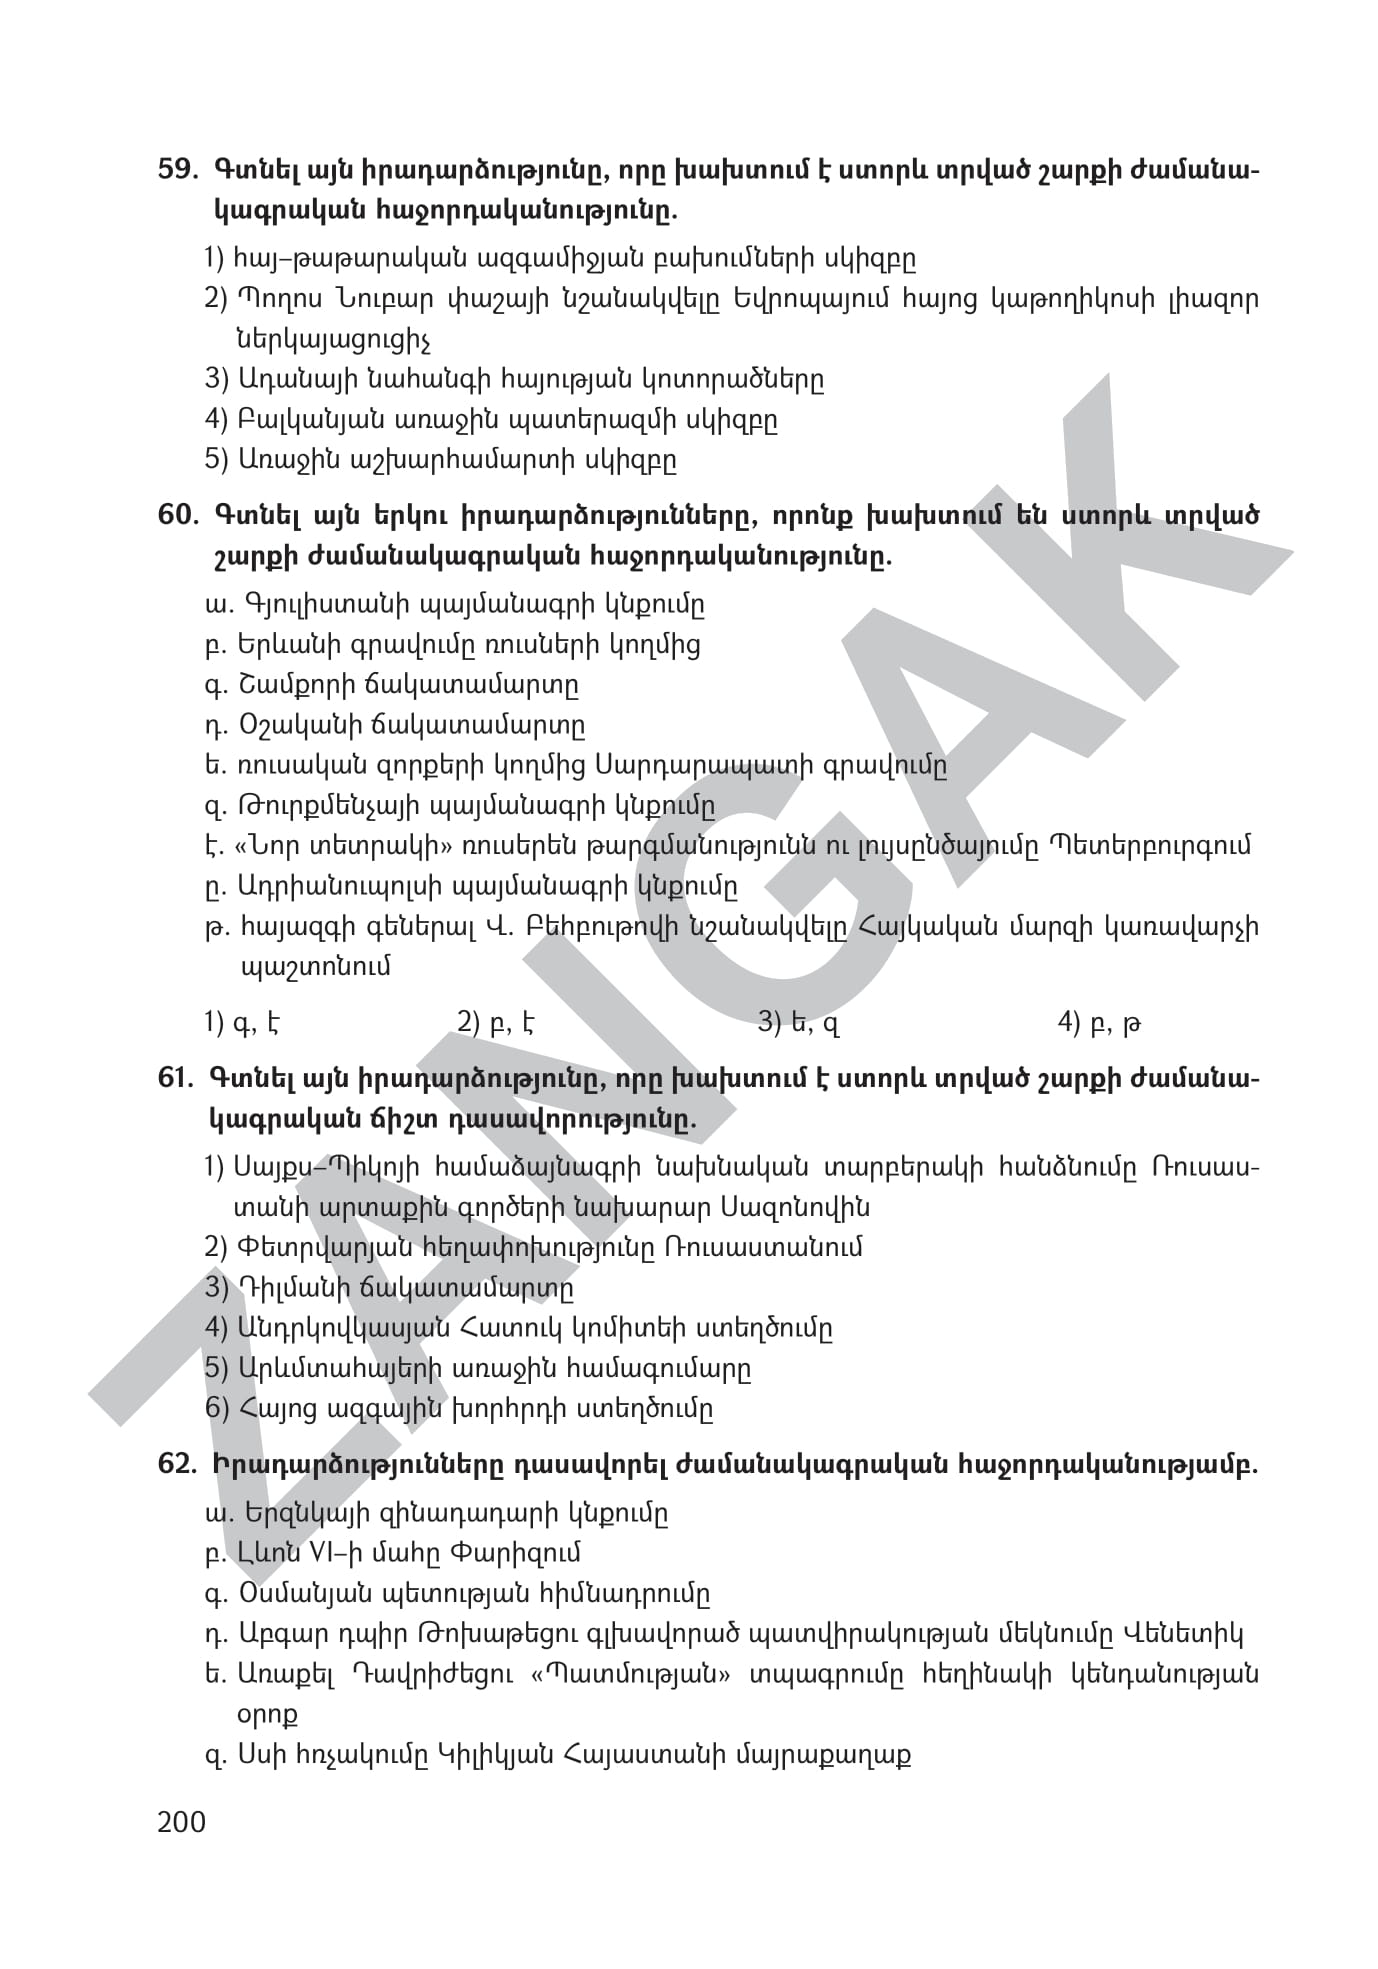 59. Գտնել այն իրադարձությունը, որը խախտում է ստորև տրված շարքի ժամանա-
կագրական հաջորդականությունը.
1) հայ–թաթարական ազգամիջյան բախումների սկիզբը
2) Պողոս Նուբար փաշայի նշանակվելը Եվրոպայում հայոց կաթողիկոսի լիազոր
ներկայացուցիչ
3) Ադանայի նահանգի հայության կոտորածները
4) Բալկանյան առաջին պատերազմի սկիզբը
5) Առաջին աշխարհամարտի սկիզբը
60. Գտնել այն երկու իրադարձությունները, որոնք խախտում են ստորև տրված
շարքի ժամանակագրական հաջորդականությունը.
ա. Գյուլիստանի պայմանագրի կնքումը
բ. Երևանի գրավումը ռուսների կողմից
գ. Շամքորի ճակատամարտը
դ. Օշականի ճակատամարտը
ե. ռուսական զորքերի կողմից Սարդարապատի գրավումը
զ. Թուրքմենչայի պայմանագրի կնքումը
է. «Նոր տետրակի» ռուսերեն թարգմանությունն ու լույսընծայումը Պետերբուրգում
ը. Ադրիանուպոլսի պայմանագրի կնքումը
թ. հայազգի գեներալ Վ. Բեհբութովի նշանակվելը Հայկական մարզի կառավարչի
պաշտոնում
1) գ, է 2) բ, է 3) ե, զ 4) բ, թ
61. Գտնել այն իրադարձությունը, որը խախտում է ստորև տրված շարքի ժամանա-
կագրական ճիշտ դասավորությունը.
1) Սայքս–Պիկոյի համաձայնագրի նախնական տարբերակի հանձնումը Ռուսաս-
տանի արտաքին գործերի նախարար Սազոնովին
2) Փետրվարյան հեղափոխությունը Ռուսաստանում
3) Դիլմանի ճակատամարտը
4) Անդրկովկասյան Հատուկ կոմիտեի ստեղծումը
5) Արևմտահայերի առաջին համագումարը
6) Հայոց ազգային խորհրդի ստեղծումը
62. Իրադարձությունները դասավորել ժամանակագրական հաջորդականությամբ.
ա. Երզնկայի զինադադարի կնքումը
բ. Լևոն VI–ի մահը Փարիզում
գ. Օսմանյան պետության հիմնադրումը
դ. Աբգար դպիր Թոխաթեցու գլխավորած պատվիրակության մեկնումը Վենետիկ
ե. Առաքել Դավրիժեցու «Պատմության» տպագրումը հեղինակի կենդանության
օրոք
զ. Սսի հռչակումը Կիլիկյան Հայաստանի մայրաքաղաք
200
ZANGAK